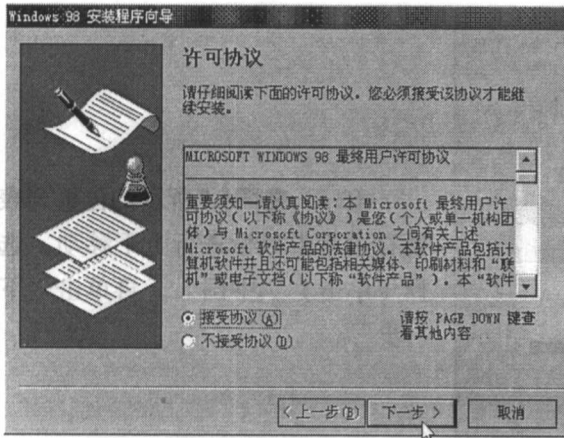 Windows 98 安装程序向导
许可协议
请仔细阅读下面的许可协议。您必须接受该协议才能继
续安装。
MICROSOFT WINDOWS 98 最终用户许可协议
重要须知—请认真阅读：本 Microsoft 最终用户许
可协议（以下称《协议》）是您（个人或单一机构团
体）与 Microsoft Corporation 之间有关上述
Microsoft 软件产品的法律协议。本软件产品包括计
算机软件并且还可能包括相关媒体、印刷材料和“联
机”或电子文档（以下称“软件产品”）。本“软件
接受协议(A)
不接受协议(D)
请按 PAGE DOWN 键查
看其他内容
<上一步(B)
下一步 >
取消